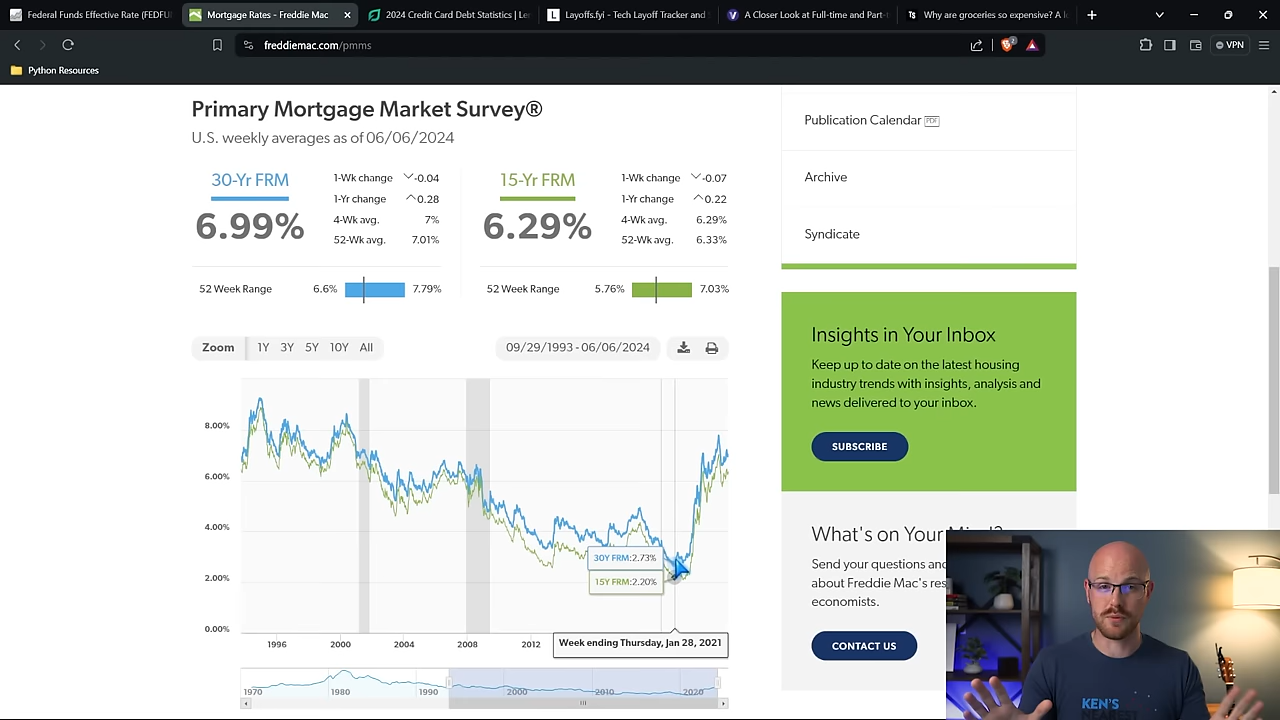 Federal Funds Effective Rate (FEDFU
Mortgage Rates - Freddie Mac
2024 Credit Card Debt Statistics | Le
Layoffs.fyi - Tech Layoff Tracker and
A Closer Look at Full-time and Part-
Why are groceries so expensive? A l
freddiemac.com/pmms
2
VPN
Python Resources
Primary Mortgage Market Survey®
U.S. weekly averages as of 06/06/2024
30-Yr FRM
6.99%
1-Wk change -0.04
1-Yr change 0.28
4-Wk avg. 7%
52-Wk avg. 7.01%
52 Week Range 6.6% 7.79%
15-Yr FRM
6.29%
1-Wk change -0.07
1-Yr change 0.22
4-Wk avg. 6.29%
52-Wk avg. 6.33%
52 Week Range 5.76% 7.03%
Zoom 1Y 3Y 5Y 10Y All
09/29/1993 - 06/06/2024
8.00%
6.00%
4.00%
2.00%
0.00%
30Y FRM:2.73%
15Y FRM:2.20%
1996 2000 2004 2008 2012
Week ending Thursday, Jan 28, 2021
1970 1980 1990 2000 2010 2020
Publication Calendar PDF
Archive
Syndicate
Insights in Your Inbox
Keep up to date on the latest housing
industry trends with insights, analysis and
news delivered to your inbox.
SUBSCRIBE
What's on Your Mind?
Send your questions and
about Freddie Mac's res
economists.
CONTACT US
KEN'S